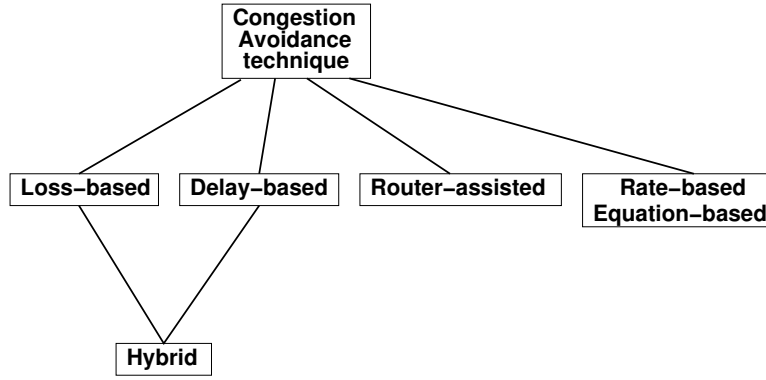 Congestion
Avoidance
technique
Loss−based
Delay−based
Router−assisted
Rate−based
Equation−based
Hybrid